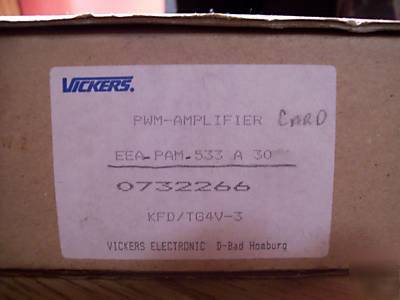 VICKERS.
PWM-AMPLIFIER CARD
EEA-PAM-533 A 30
0732266
KFD/TG4V-3
VICKERS ELECTRONIC D-Bad Homburg